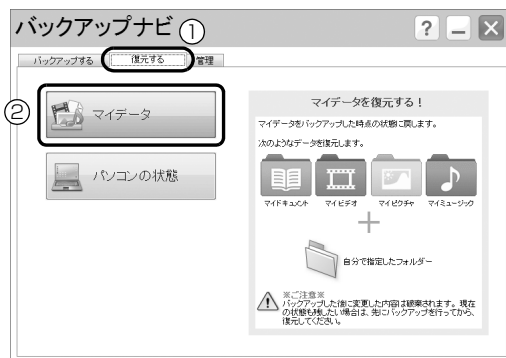 バックアップナビ ① ? － ×
バックアップする 復元する 管理
②
マイデータ
パソコンの状態
マイデータを復元する！
マイデータをバックアップした時点の状態に戻します。
次のようなデータを復元します。
マイドキュメント マイビデオ マイピクチャ マイミュージック
＋
自分で指定したフォルダー
※ご注意※
バックアップした後に変更した内容は破棄されます。現在
の状態も残したい場合は、先にバックアップを行ってから、
復元してください。